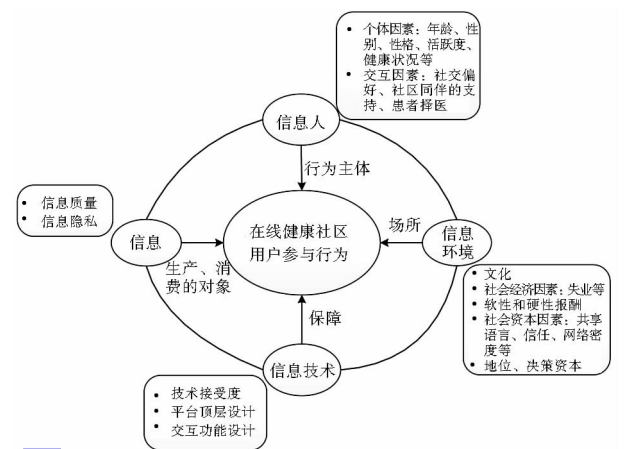 • 个体因素：年龄、性
别、性格、活跃度、
健康状况等
• 交互因素：社交偏
好、社区同伴的支
持、患者择医
信息人
行为主体
• 信息质量
• 信息隐私
信息
生产、消
费的对象
在线健康社区
用户参与行为
场所
信息
环境
• 文化
• 社会经济因素：失业等
• 软性和硬性报酬
• 社会资本因素：共享
语言、信任、网络密
度等
• 地位、决策资本
保障
信息技术
• 技术接受度
• 平台顶层设计
• 交互功能设计